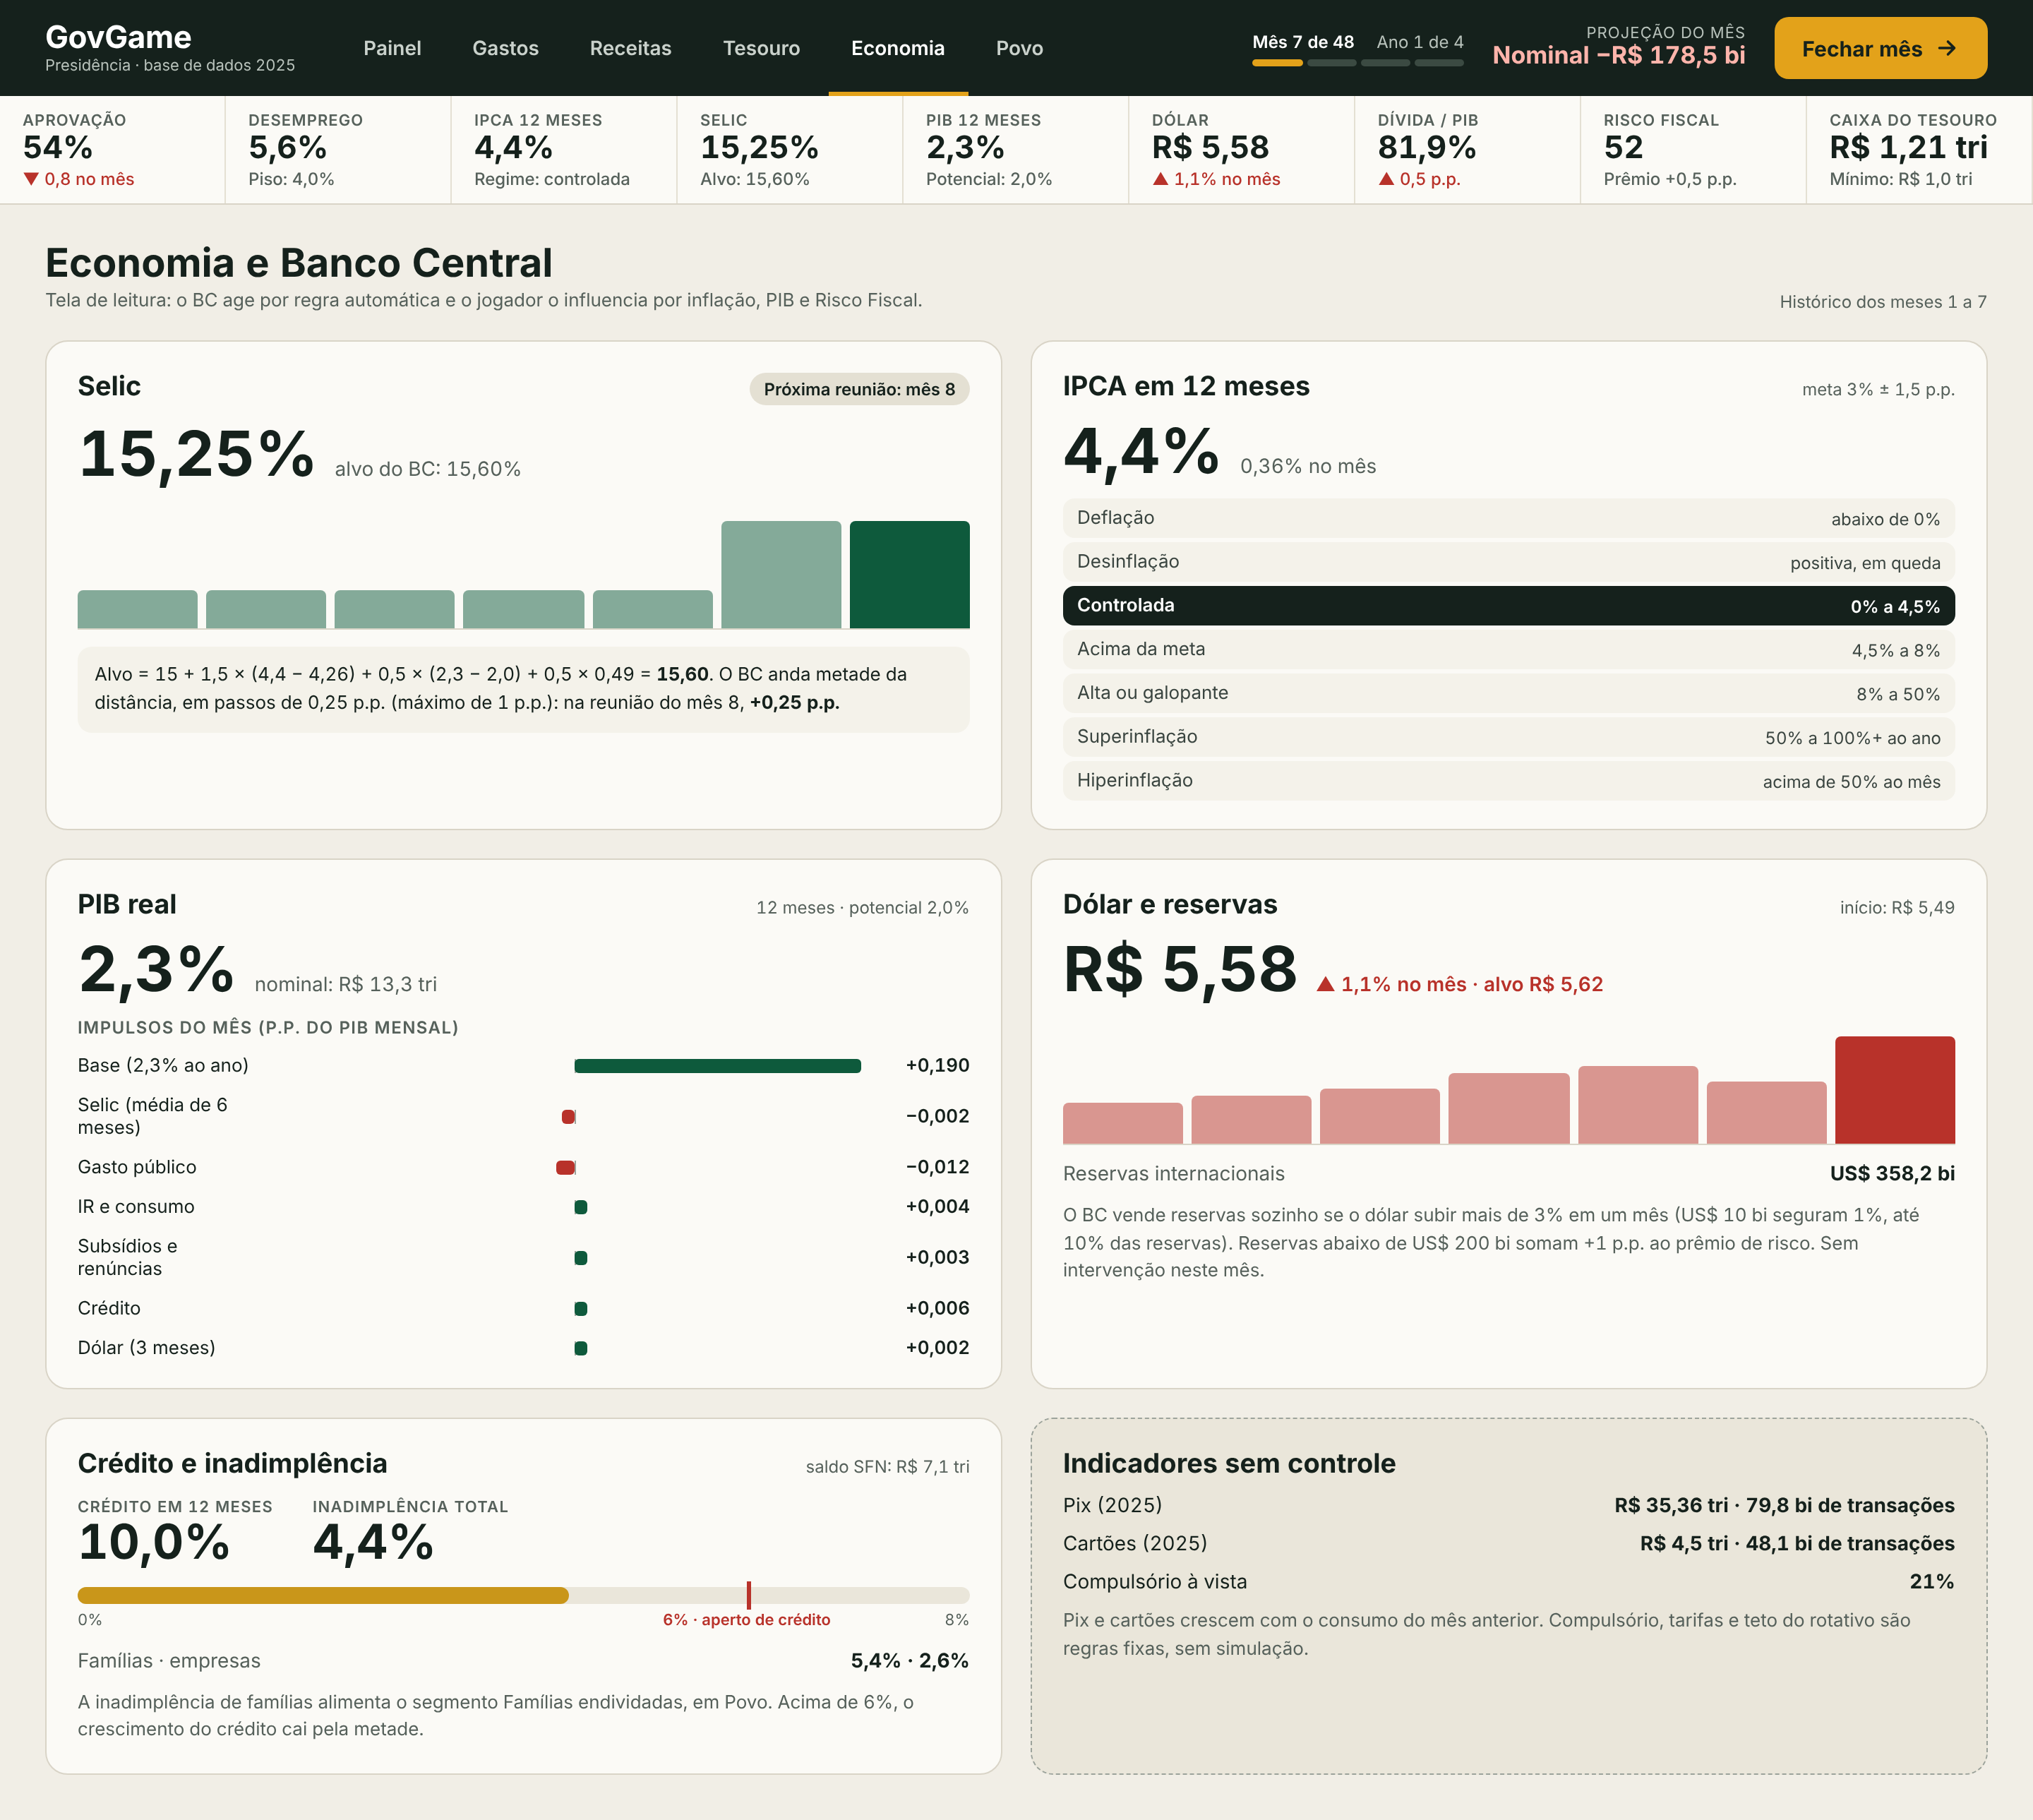 GovGame
Presidência · base de dados 2025
Painel
Gastos
Receitas
Tesouro
Economia
Povo
Mês 7 de 48
Ano 1 de 4
PROJEÇÃO DO MÊS
Nominal −R$ 178,5 bi
Fechar mês →
APROVAÇÃO
54%
▼ 0,8 no mês
DESEMPREGO
5,6%
Piso: 4,0%
IPCA 12 MESES
4,4%
Regime: controlada
SELIC
15,25%
Alvo: 15,60%
PIB 12 MESES
2,3%
Potencial: 2,0%
DÓLAR
R$ 5,58
▲ 1,1% no mês
DÍVIDA / PIB
81,9%
▲ 0,5 p.p.
RISCO FISCAL
52
Prêmio +0,5 p.p.
CAIXA DO TESOURO
R$ 1,21 tri
Mínimo: R$ 1,0 tri
Economia e Banco Central
Tela de leitura: o BC age por regra automática e o jogador o influencia por inflação, PIB e Risco Fiscal.
Histórico dos meses 1 a 7
Selic
Próxima reunião: mês 8
15,25%
alvo do BC: 15,60%
Alvo = 15 + 1,5 × (4,4 − 4,26) + 0,5 × (2,3 − 2,0) + 0,5 × 0,49 = 15,60. O BC anda metade da
distância, em passos de 0,25 p.p. (máximo de 1 p.p.): na reunião do mês 8, +0,25 p.p.
IPCA em 12 meses
meta 3% ± 1,5 p.p.
4,4%
0,36% no mês
Deflação
abaixo de 0%
Desinflação
positiva, em queda
Controlada
0% a 4,5%
Acima da meta
4,5% a 8%
Alta ou galopante
8% a 50%
Superinflação
50% a 100%+ ao ano
Hiperinflação
acima de 50% ao mês
PIB real
12 meses · potencial 2,0%
2,3%
nominal: R$ 13,3 tri
IMPULSOS DO MÊS (P.P. DO PIB MENSAL)
Base (2,3% ao ano)
+0,190
Selic (média de 6
meses)
−0,002
Gasto público
−0,012
IR e consumo
+0,004
Subsídios e
renúncias
+0,003
Crédito
+0,006
Dólar (3 meses)
+0,002
Dólar e reservas
início: R$ 5,49
R$ 5,58
▲ 1,1% no mês · alvo R$ 5,62
Reservas internacionais
US$ 358,2 bi
O BC vende reservas sozinho se o dólar subir mais de 3% em um mês (US$ 10 bi seguram 1%, até
10% das reservas). Reservas abaixo de US$ 200 bi somam +1 p.p. ao prêmio de risco. Sem
intervenção neste mês.
Crédito e inadimplência
saldo SFN: R$ 7,1 tri
CRÉDITO EM 12 MESES
10,0%
INADIMPLÊNCIA TOTAL
4,4%
0%
6% · aperto de crédito
8%
Famílias · empresas
5,4% · 2,6%
A inadimplência de famílias alimenta o segmento Famílias endividadas, em Povo. Acima de 6%, o
crescimento do crédito cai pela metade.
Indicadores sem controle
Pix (2025)
R$ 35,36 tri · 79,8 bi de transações
Cartões (2025)
R$ 4,5 tri · 48,1 bi de transações
Compulsório à vista
21%
Pix e cartões crescem com o consumo do mês anterior. Compulsório, tarifas e teto do rotativo são
regras fixas, sem simulação.